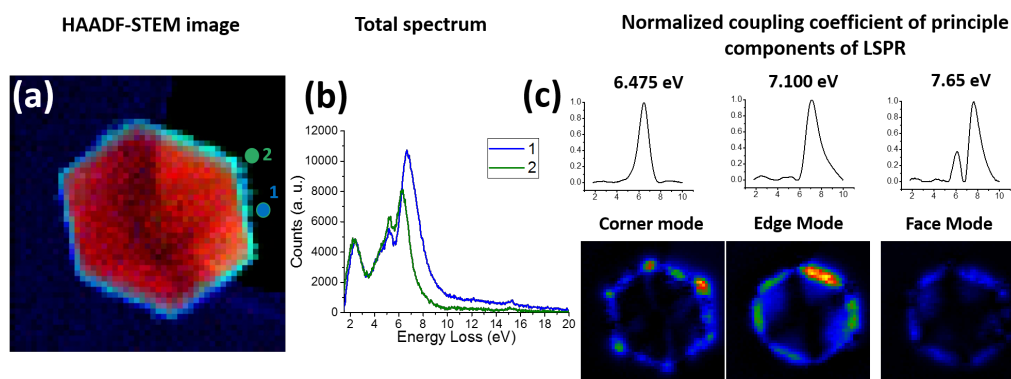 HAADF-STEM image
Total spectrum
Normalized coupling coefficient of principle
components of LSPR
(a)
2
1
(b)
12000
10000
8000
6000
4000
2000
0
Counts (a. u.)
2 4 6 8 10 12 14 16 18 20
Energy Loss (eV)
1
2
(c)
6.475 eV
7.100 eV
7.65 eV
1.0
0.8
0.6
0.4
0.2
0.0
2 4 6 8 10
1.0
0.8
0.6
0.4
0.2
0.0
2 4 6 8 10
1.0
0.8
0.6
0.4
0.2
0.0
2 4 6 8 10
Corner mode
Edge Mode
Face Mode